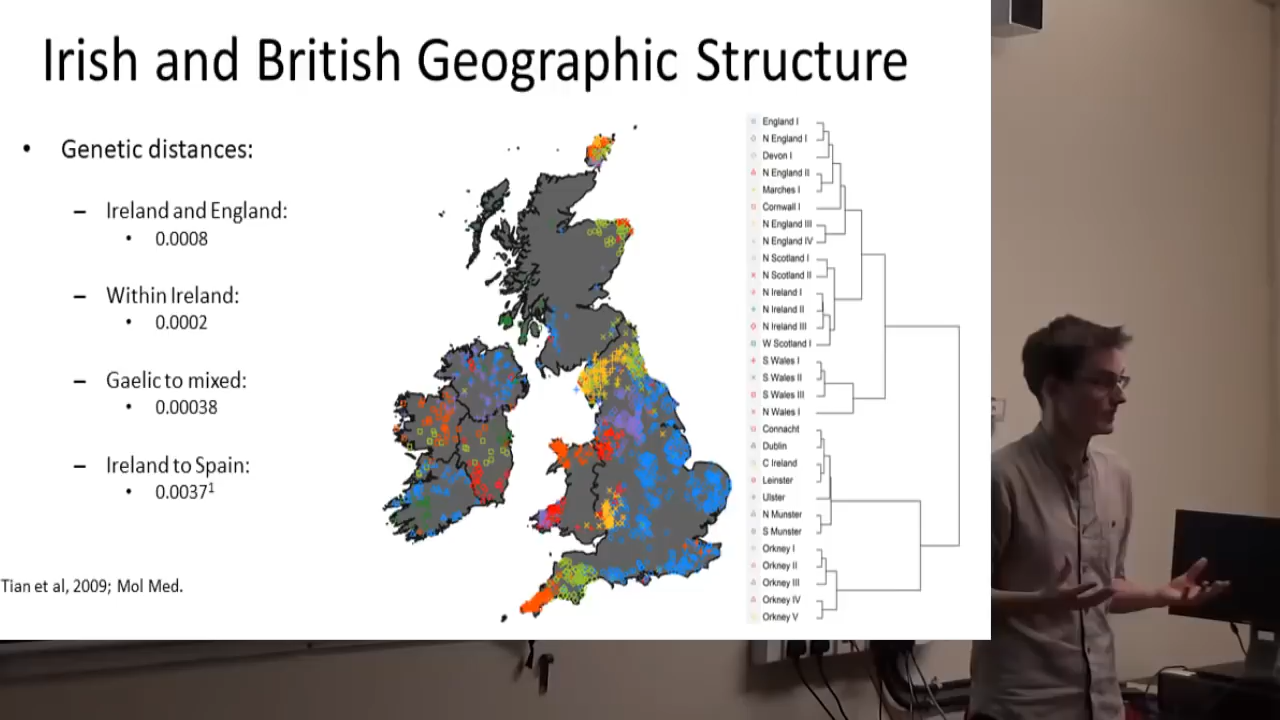 Irish and British Geographic Structure
• Genetic distances:
– Ireland and England:
• 0.0008
– Within Ireland:
• 0.0002
– Gaelic to mixed:
• 0.00038
– Ireland to Spain:
• 0.0037¹
Tian et al, 2009; Mol Med.
England I
N England I
Devon I
N England II
Marches I
Cornwall I
N England III
N England IV
N Scotland I
N Scotland II
N Ireland I
N Ireland II
N Ireland III
W Scotland I
S Wales I
S Wales II
S Wales III
N Wales I
Connacht
Dublin
C Ireland
Leinster
Ulster
N Munster
S Munster
Orkney I
Orkney II
Orkney III
Orkney IV
Orkney V